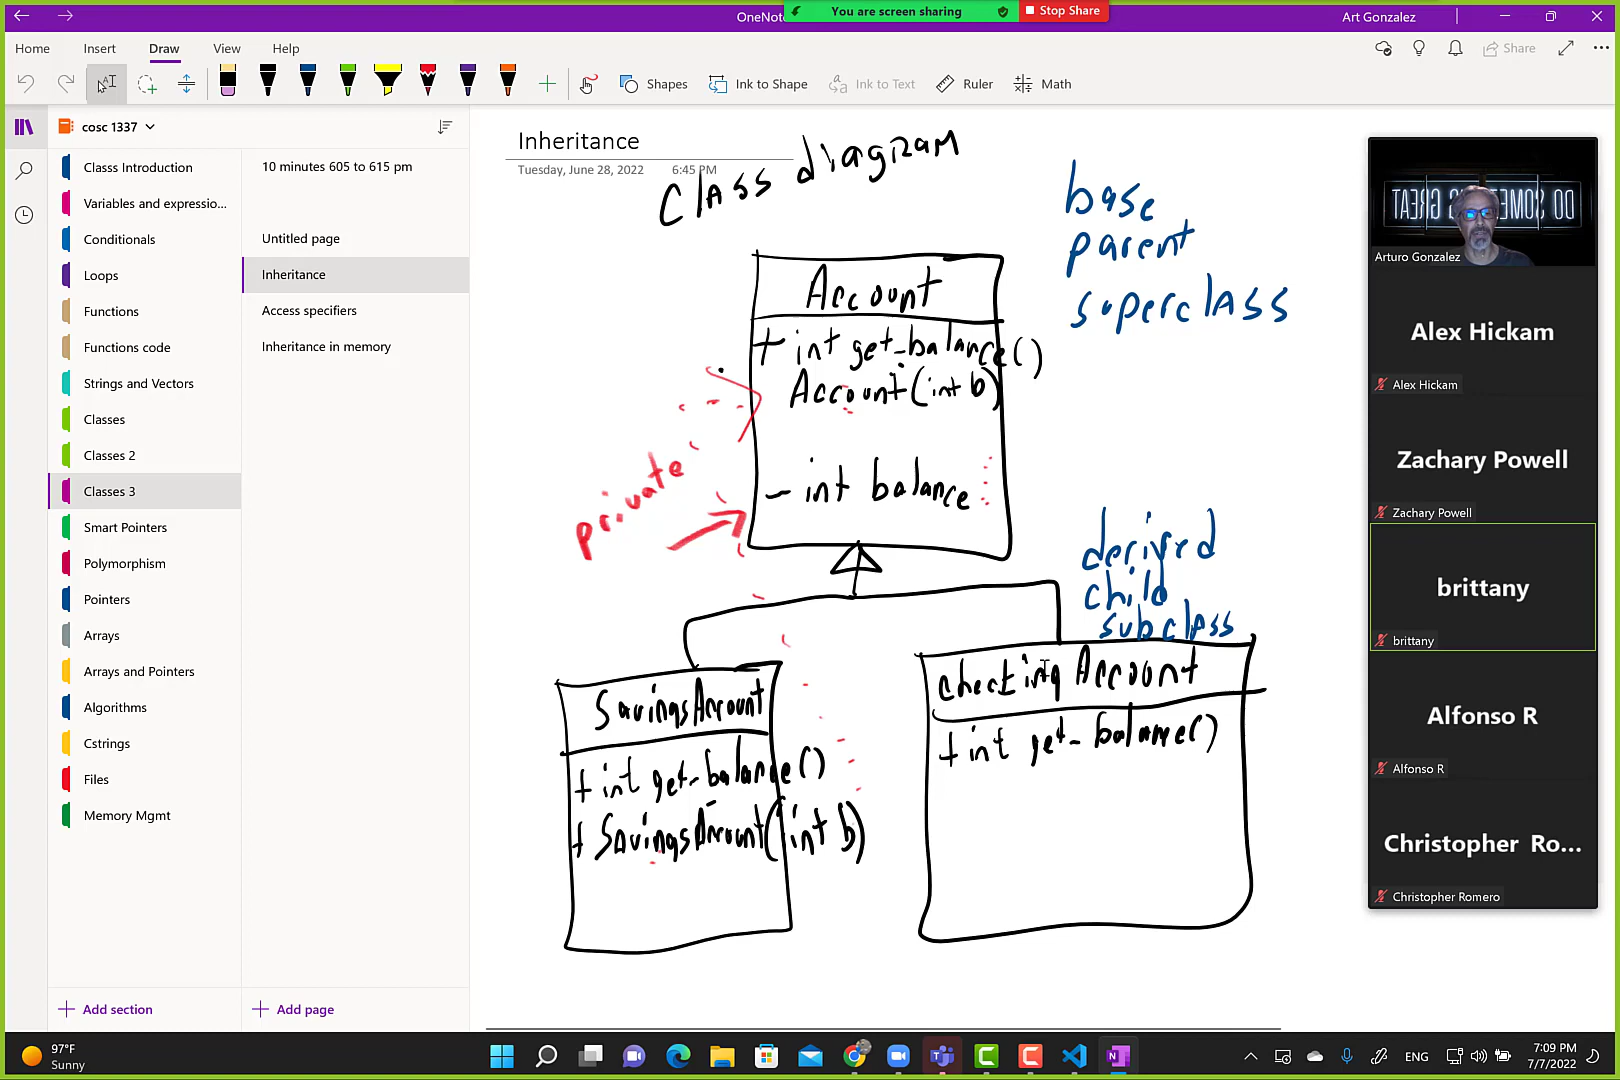 OneNot
You are screen sharing
Stop Share
Art Gonzalez
Home Insert Draw View Help
Share
Shapes
Ink to Shape
Ink to Text
Ruler
Math
cosc 1337
Classs Introduction
Variables and expressio...
Conditionals
Loops
Functions
Functions code
Strings and Vectors
Classes
Classes 2
Classes 3
Smart Pointers
Polymorphism
Pointers
Arrays
Arrays and Pointers
Algorithms
Cstrings
Files
Memory Mgmt
Add section
10 minutes 605 to 615 pm
Untitled page
Inheritance
Access specifiers
Inheritance in memory
Add page
Inheritance
Tuesday, June 28, 2022 6:45 PM
Class diagram
base
parent
superclass
Account
+ int get_balance()
Account(int b)
- int balance
private
derived
child
subclass
SavingsAccount
+ int get_balance()
+ SavingsAccount(int b)
checking Account
+ int get_balance()
Arturo Gonzalez
Alex Hickam
Alex Hickam
Zachary Powell
Zachary Powell
brittany
brittany
Alfonso R
Alfonso R
Christopher Ro...
Christopher Romero
97°F
Sunny
ENG
7:09 PM
7/7/2022